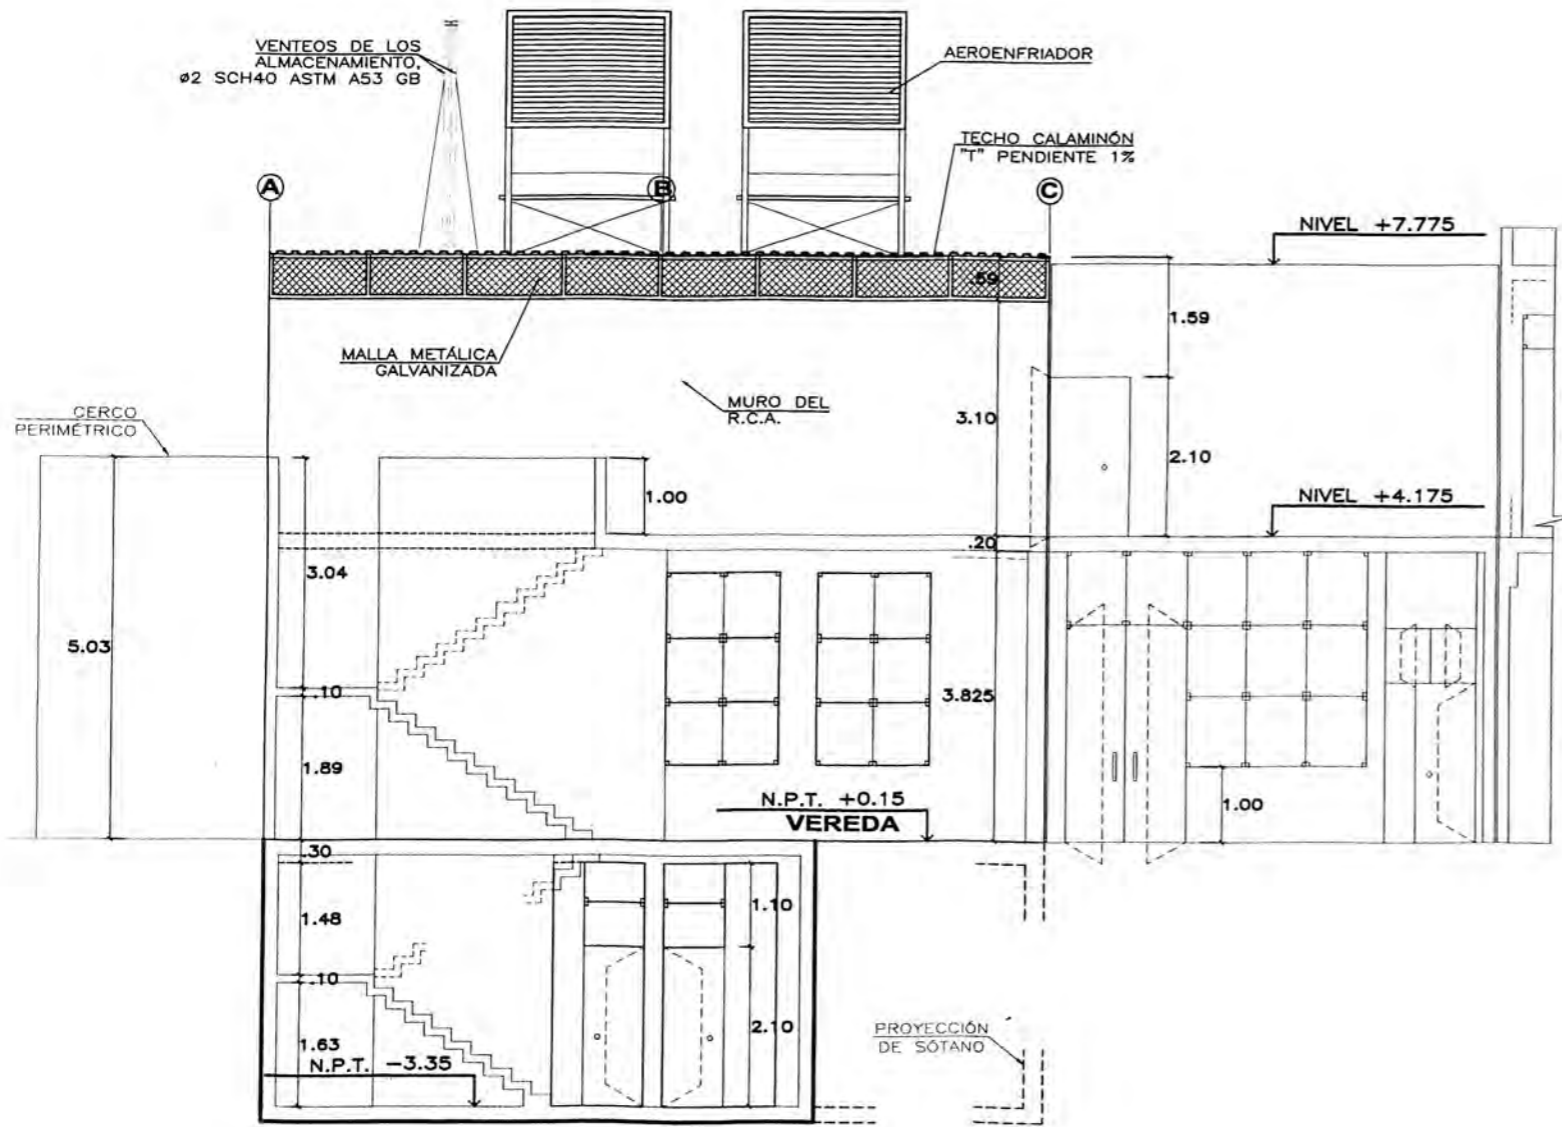 VENTEOS DE LOS
ALMACENAMIENTO,
ø2 SCH40 ASTM A53 GB
AEROENFRIADOR
TECHO CALAMINÓN
"T" PENDIENTE 1%
A
B
C
NIVEL +7.775
.59
1.59
MALLA METÁLICA
GALVANIZADA
MURO DEL
R.C.A.
3.10
CERCO
PERIMÉTRICO
2.10
1.00
NIVEL +4.175
.20
3.04
5.03
.10
3.825
1.89
N.P.T. +0.15
VEREDA
1.00
.30
1.10
1.48
.10
2.10
1.63
N.P.T. -3.35
PROYECCIÓN
DE SÓTANO